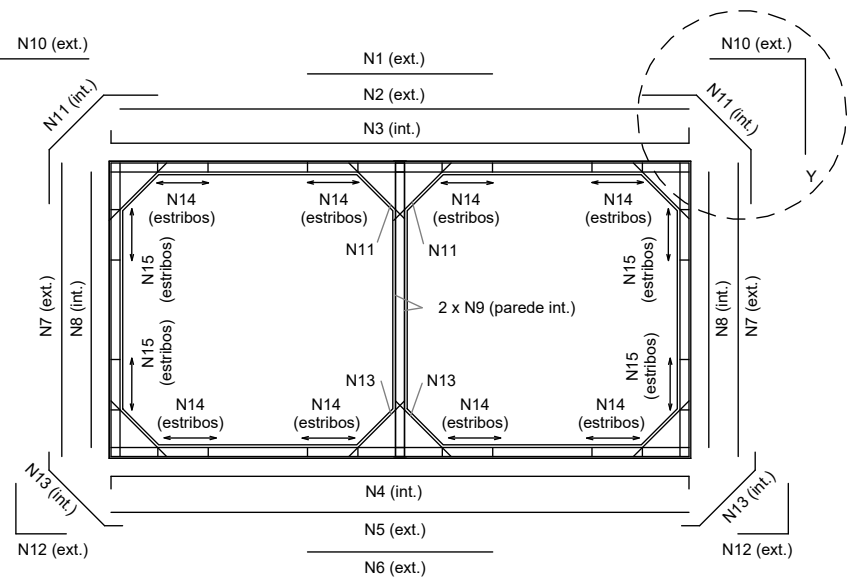 N10 (ext.)
N1 (ext.)
N10 (ext.)
N2 (ext.)
N11 (int.)
N11 (int.)
N3 (int.)
Y
N14
(estribos)
N14
(estribos)
N14
(estribos)
N14
(estribos)
N11
N11
N15
(estribos)
N15
(estribos)
N7 (ext.)
N8 (int.)
2 x N9 (parede int.)
N8 (int.)
N7 (ext.)
N15
(estribos)
N15
(estribos)
N13
N13
N14
(estribos)
N14
(estribos)
N14
(estribos)
N14
(estribos)
N13 (int.)
N4 (int.)
N13 (int.)
N5 (ext.)
N12 (ext.)
N12 (ext.)
N6 (ext.)